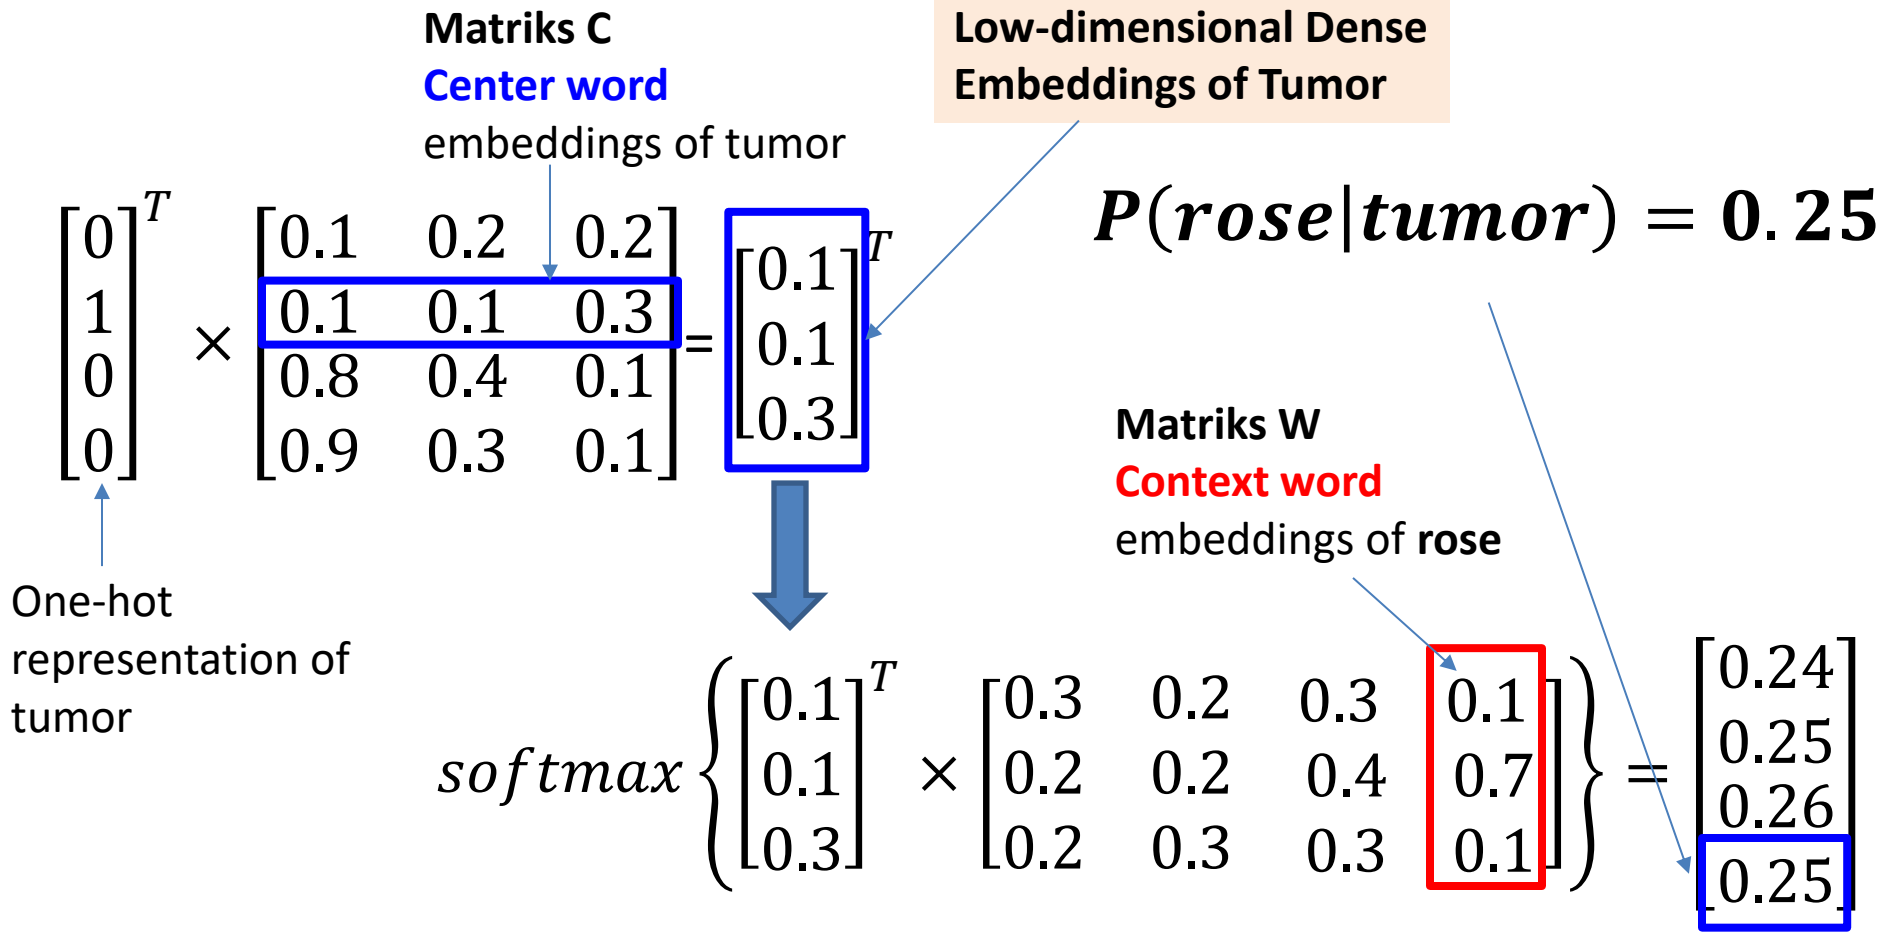 Matriks C
Center word
embeddings of tumor
Low-dimensional Dense
Embeddings of Tumor
P(rose|tumor) = 0.25
[0 1 0 0]^T × [0.1 0.2 0.2
0.1 0.1 0.3
0.8 0.4 0.1
0.9 0.3 0.1] = [0.1 0.1 0.3]^T
One-hot
representation of
tumor
Matriks W
Context word
embeddings of rose
softmax {[0.1 0.1 0.3]^T × [0.3 0.2 0.3 0.1
0.2 0.2 0.4 0.7
0.2 0.3 0.3 0.1]} = [0.24 0.25 0.26 0.25]